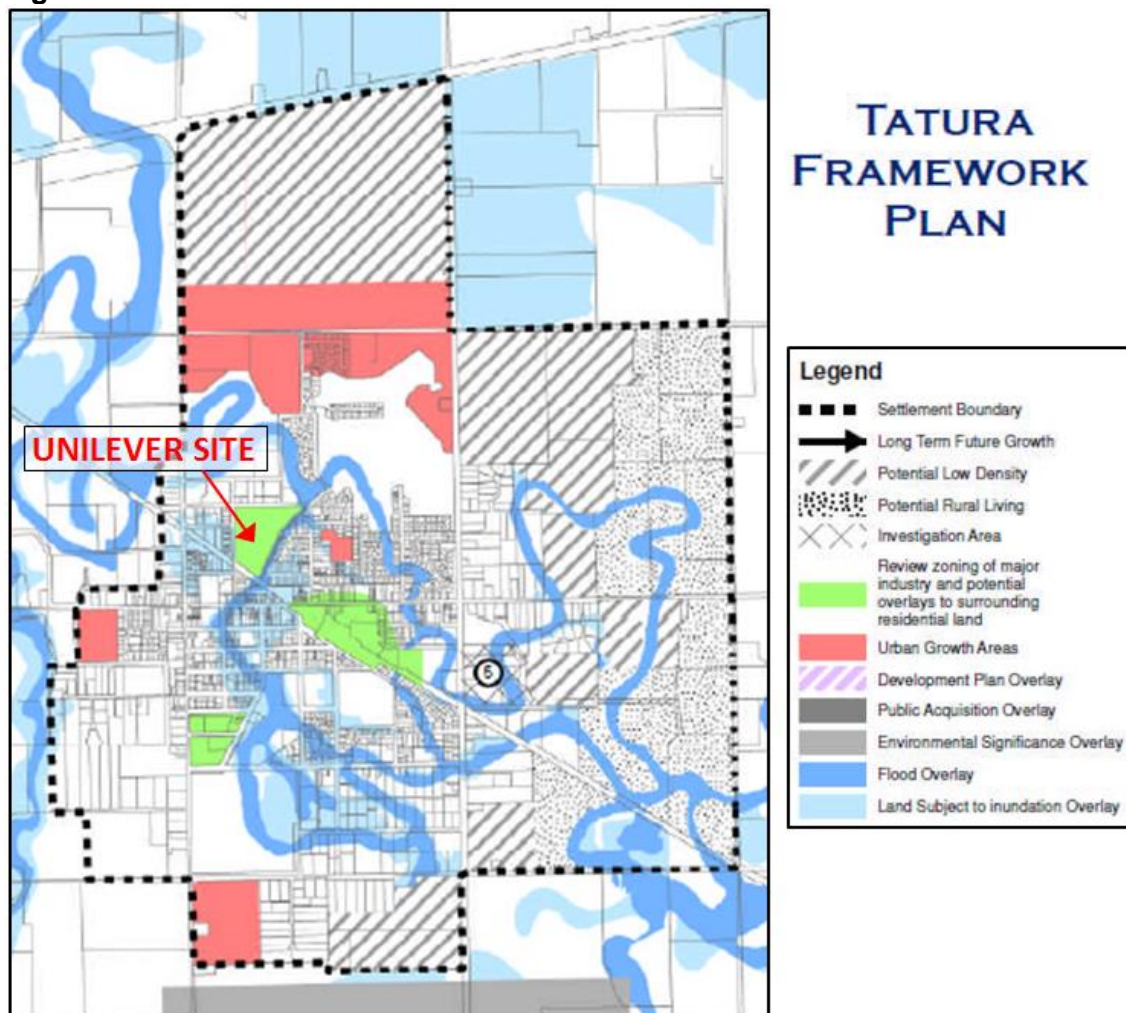 TATURA
FRAMEWORK
PLAN
UNILEVER SITE
6
Legend
Settlement Boundary
Long Term Future Growth
Potential Low Density
Potential Rural Living
Investigation Area
Review zoning of major
industry and potential
overlays to surrounding
residential land
Urban Growth Areas
Development Plan Overlay
Public Acquisition Overlay
Environmental Significance Overlay
Flood Overlay
Land Subject to inundation Overlay